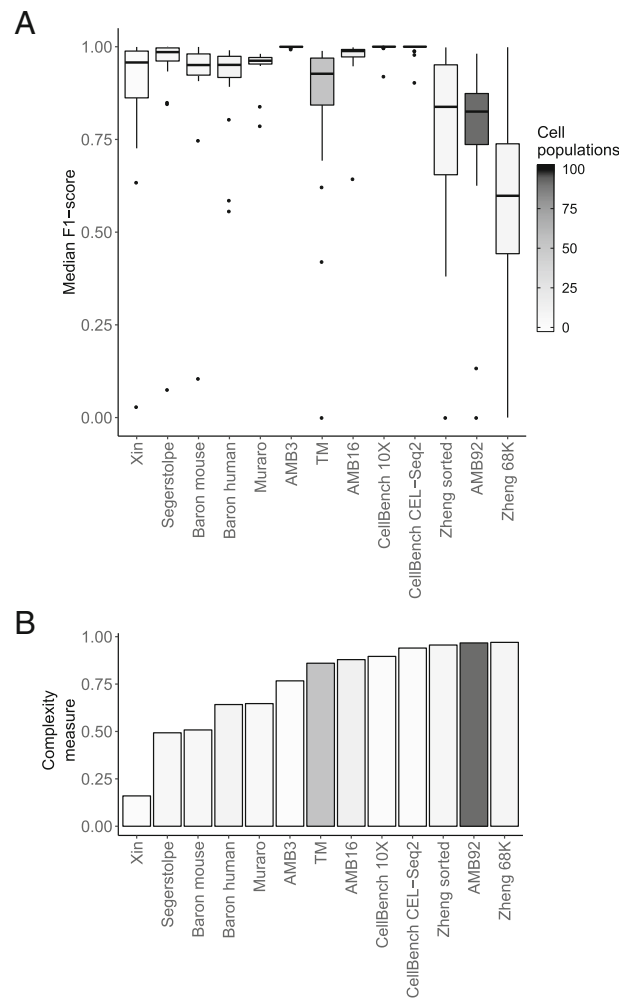 A
1.00
0.75
0.50
0.25
0.00
Median F1−score
Xin
Segerstolpe
Baron mouse
Baron human
Muraro
AMB3
TM
AMB16
CellBench 10X
CellBench CEL−Seq2
Zheng sorted
AMB92
Zheng 68K
Cell
populations
100
75
50
25
0
B
1.00
0.75
0.50
0.25
0.00
Complexity
measure
Xin
Segerstolpe
Baron mouse
Baron human
Muraro
AMB3
TM
AMB16
CellBench 10X
CellBench CEL−Seq2
Zheng sorted
AMB92
Zheng 68K